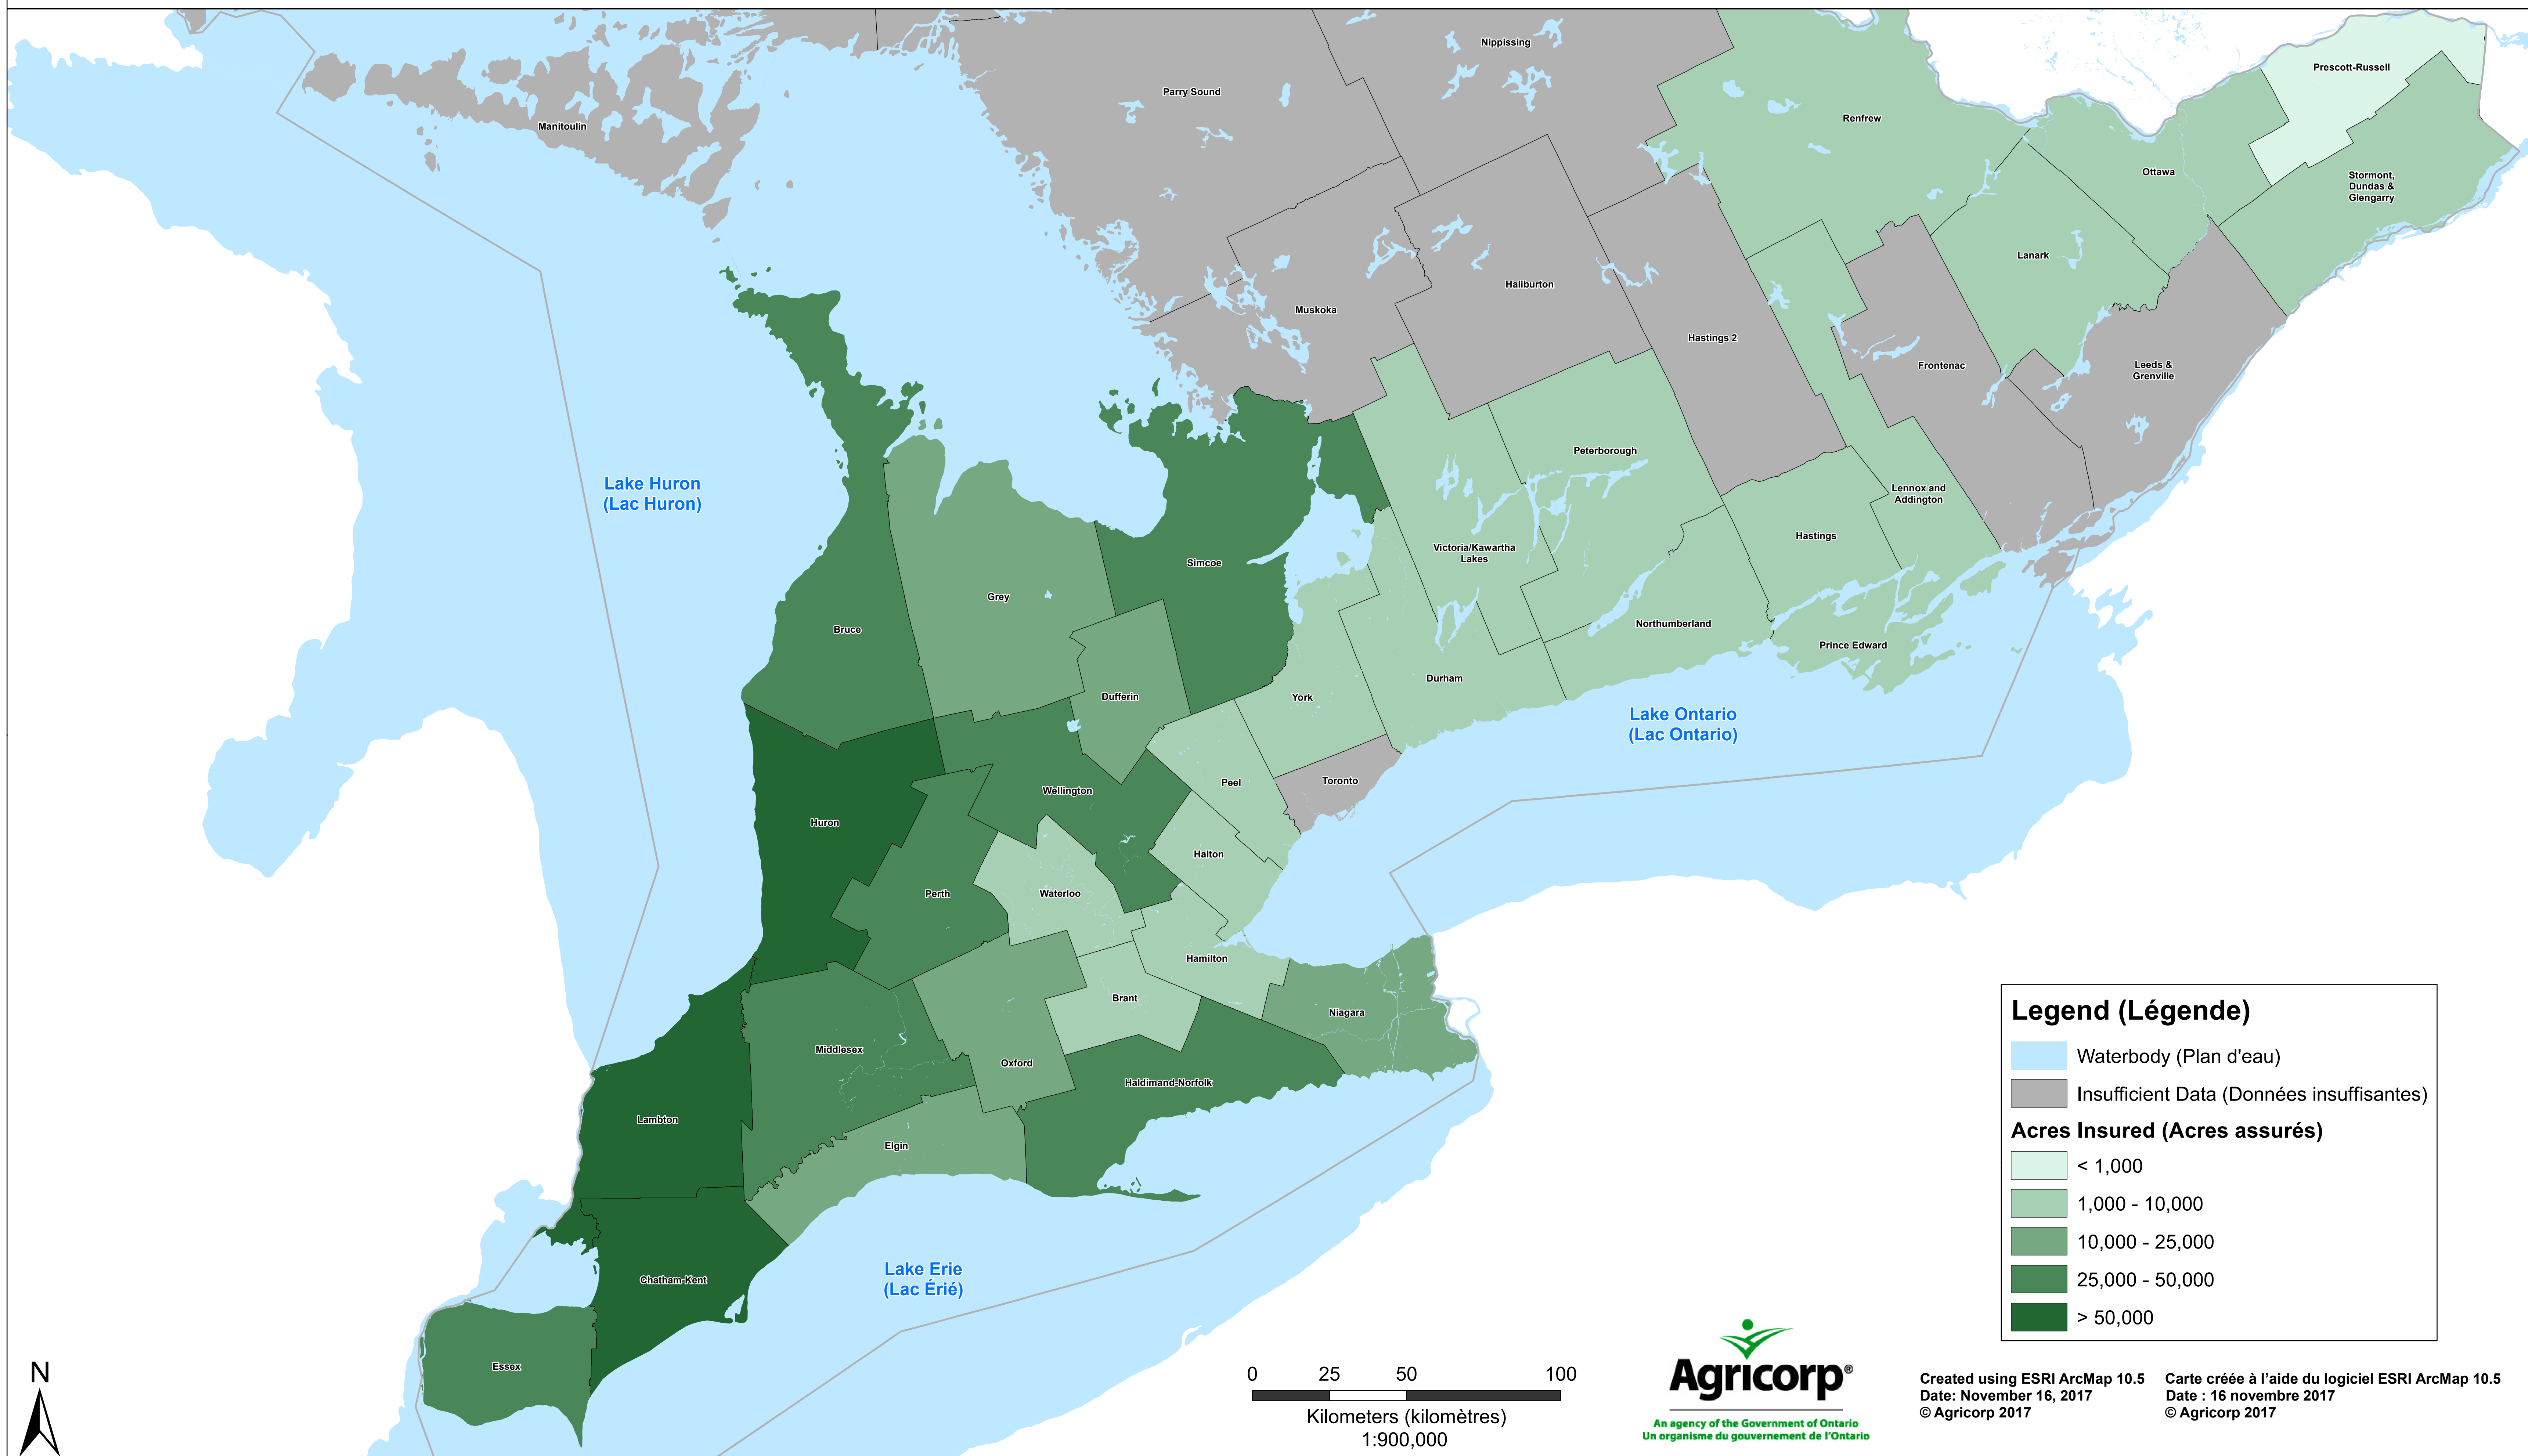 Nippissing
Prescott-Russell
Parry Sound
Renfrew
Manitoulin
Ottawa
Stormont,
Dundas &
Glengarry
Lanark
Haliburton
Muskoka
Hastings 2
Frontenac
Leeds &
Grenville
Peterborough
Lake Huron
(Lac Huron)
Lennox and
Addington
Hastings
Victoria/Kawartha
Lakes
Simcoe
Grey
Bruce
Northumberland
Prince Edward
Durham
York
Dufferin
Lake Ontario
(Lac Ontario)
Toronto
Peel
Wellington
Huron
Halton
Perth
Waterloo
Hamilton
Brant
Niagara
Middlesex
Oxford
Haldimand-Norfolk
Lambton
Elgin
Lake Erie
(Lac Érié)
Chatham-Kent
Essex
Legend (Légende)
Waterbody (Plan d'eau)
Insufficient Data (Données insuffisantes)
Acres Insured (Acres assurés)
< 1,000
1,000 - 10,000
10,000 - 25,000
25,000 - 50,000
> 50,000
N
0 25 50 100
Kilometers (kilomètres)
1:900,000
Agricorp®
An agency of the Government of Ontario
Un organisme du gouvernement de l'Ontario
Created using ESRI ArcMap 10.5
Date: November 16, 2017
© Agricorp 2017
Carte créée à l’aide du logiciel ESRI ArcMap 10.5
Date : 16 novembre 2017
© Agricorp 2017